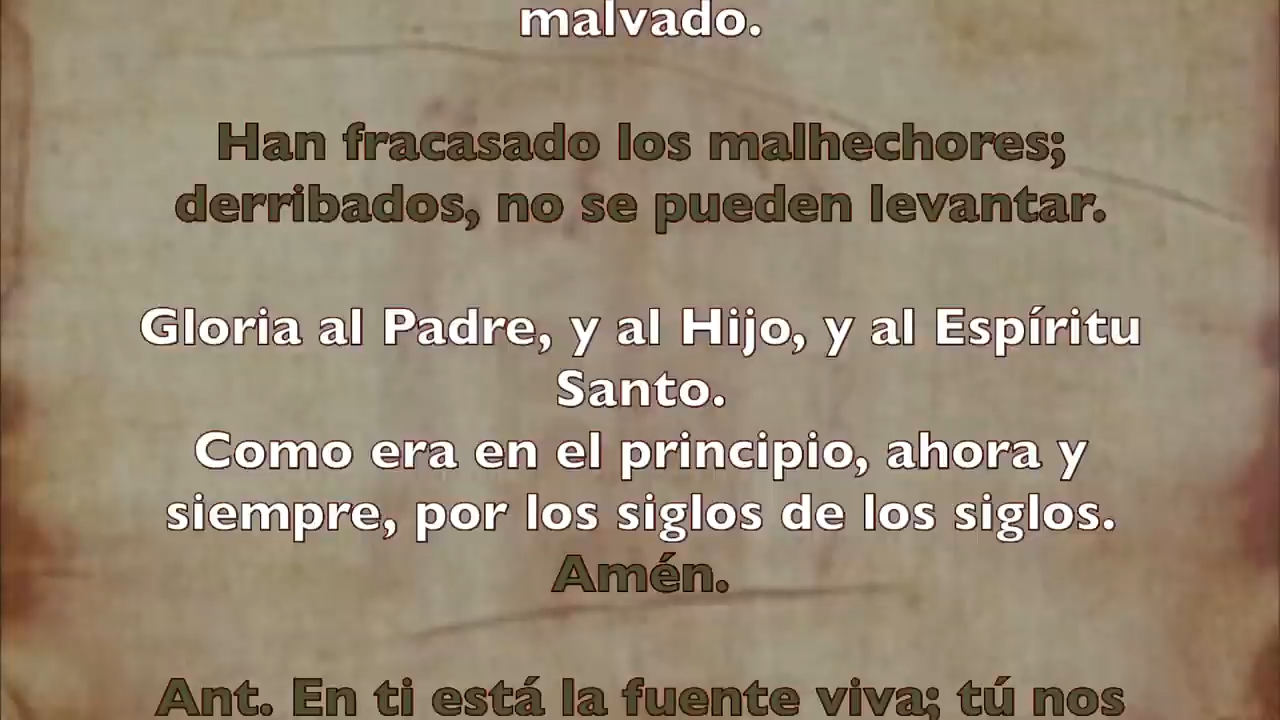 malvado.
Han fracasado los malhechores;
derribados, no se pueden levantar.
Gloria al Padre, y al Hijo, y al Espíritu
Santo.
Como era en el principio, ahora y
siempre, por los siglos de los siglos.
Amén.
Ant. En ti está la fuente viva; tú nos